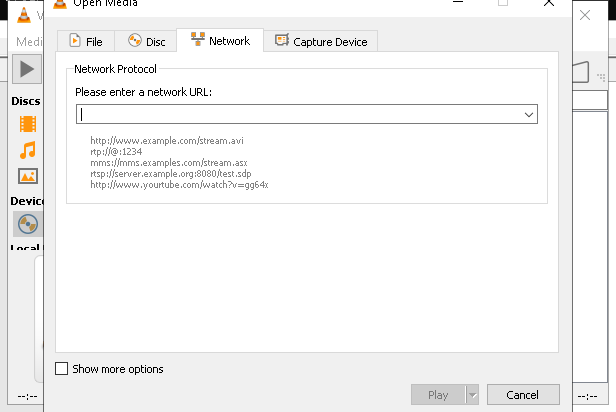 Open Media
Medi
File
Disc
Network
Capture Device
Network Protocol
Please enter a network URL:
http://www.example.com/stream.avi
rtp://@:1234
mms://mms.examples.com/stream.asx
rtsp://server.example.org:8080/test.sdp
http://www.yourtube.com/watch?v=gg64x
Discs
Device
Local
Show more options
--:--
Play
Cancel
--:--